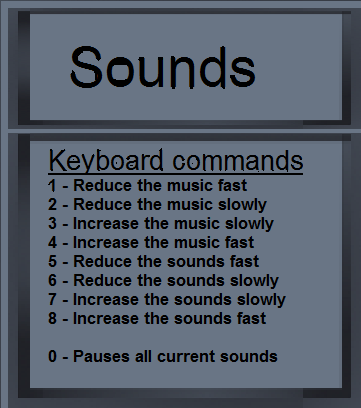 Sounds
Keyboard commands
1 - Reduce the music fast
2 - Reduce the music slowly
3 - Increase the music slowly
4 - Increase the music fast
5 - Reduce the sounds fast
6 - Reduce the sounds slowly
7 - Increase the sounds slowly
8 - Increase the sounds fast
0 - Pauses all current sounds